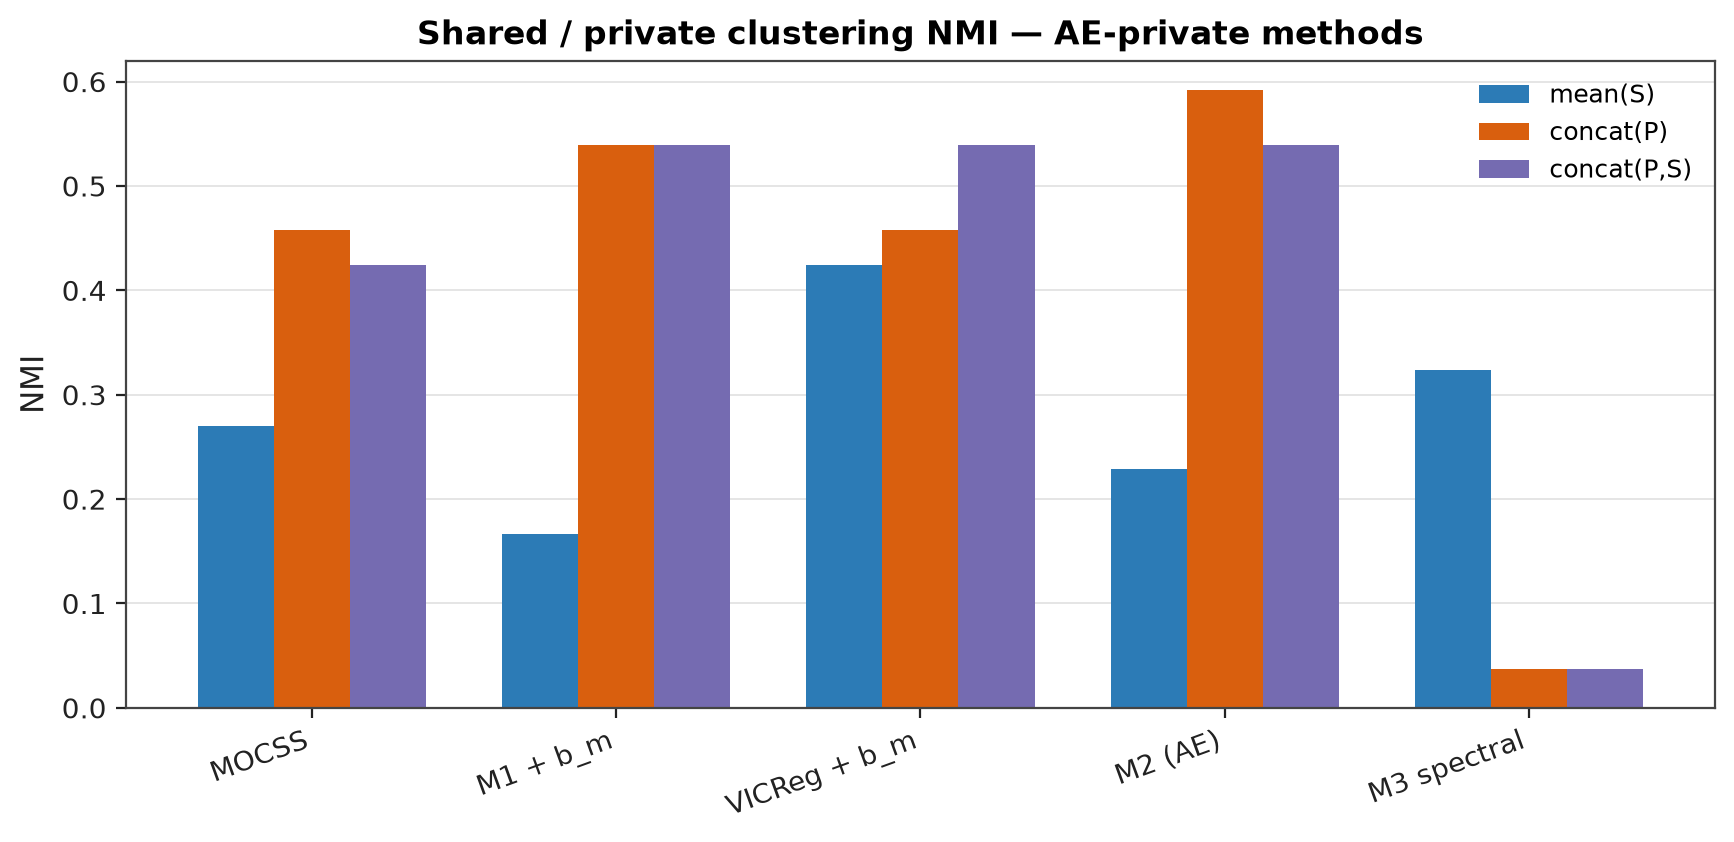 Shared / private clustering NMI — AE-private methods
mean(S)
concat(P)
concat(P,S)
NMI
0.6
0.5
0.4
0.3
0.2
0.1
0.0
MOCSS
M1 + b_m
VICReg + b_m
M2 (AE)
M3 spectral